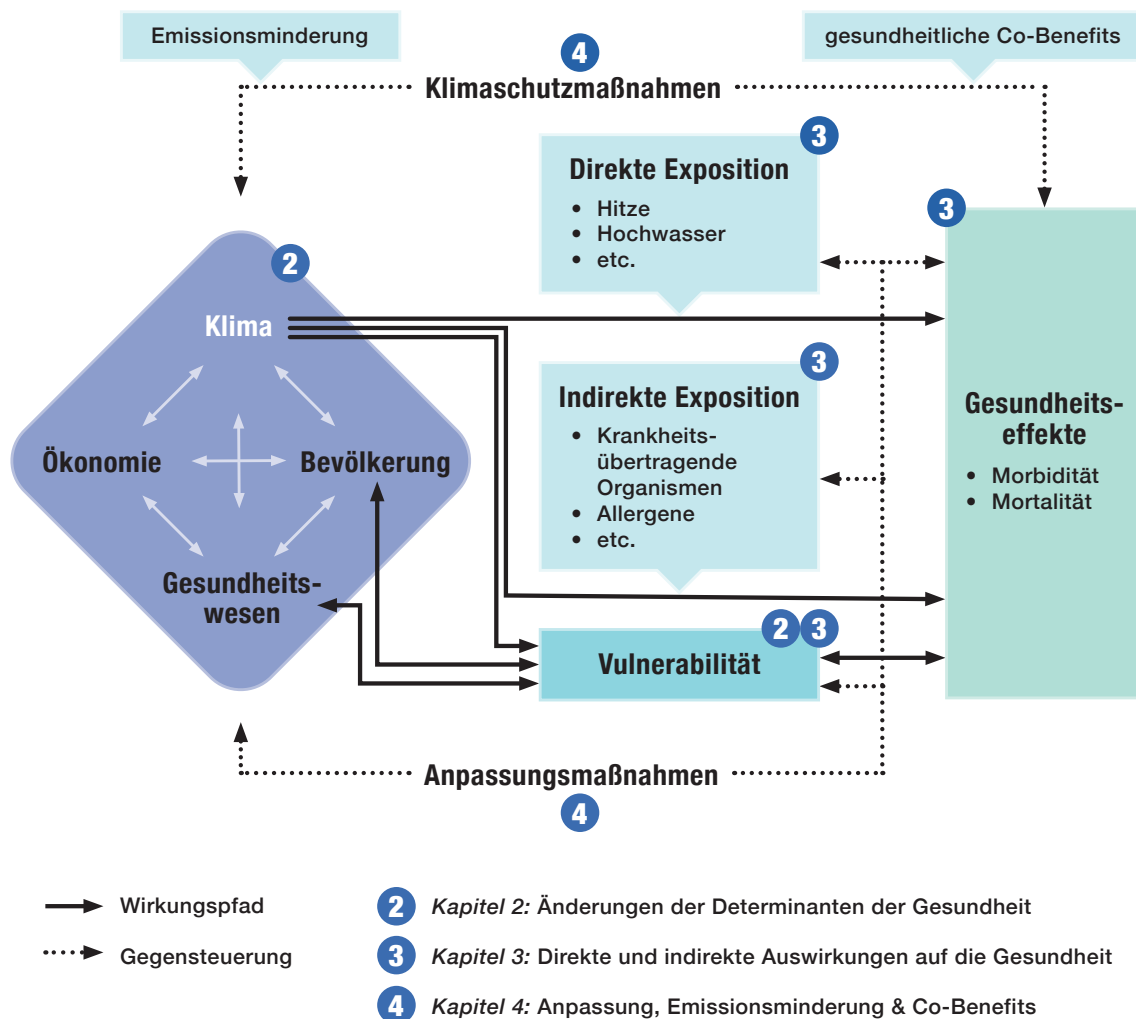 Emissionsminderung
gesundheitliche Co-Benefits
4
Klimaschutzmaßnahmen
3
Direkte Exposition
• Hitze
• Hochwasser
• etc.
3
2
Klima
Ökonomie
Bevölkerung
Gesundheits-
wesen
3
Indirekte Exposition
• Krankheits-
übertragende
Organismen
• Allergene
• etc.
Gesundheits-
effekte
• Morbidität
• Mortalität
2 3
Vulnerabilität
Anpassungsmaßnahmen
4
Wirkungspfad
Gegensteuerung
2 Kapitel 2: Änderungen der Determinanten der Gesundheit
3 Kapitel 3: Direkte und indirekte Auswirkungen auf die Gesundheit
4 Kapitel 4: Anpassung, Emissionsminderung & Co-Benefits